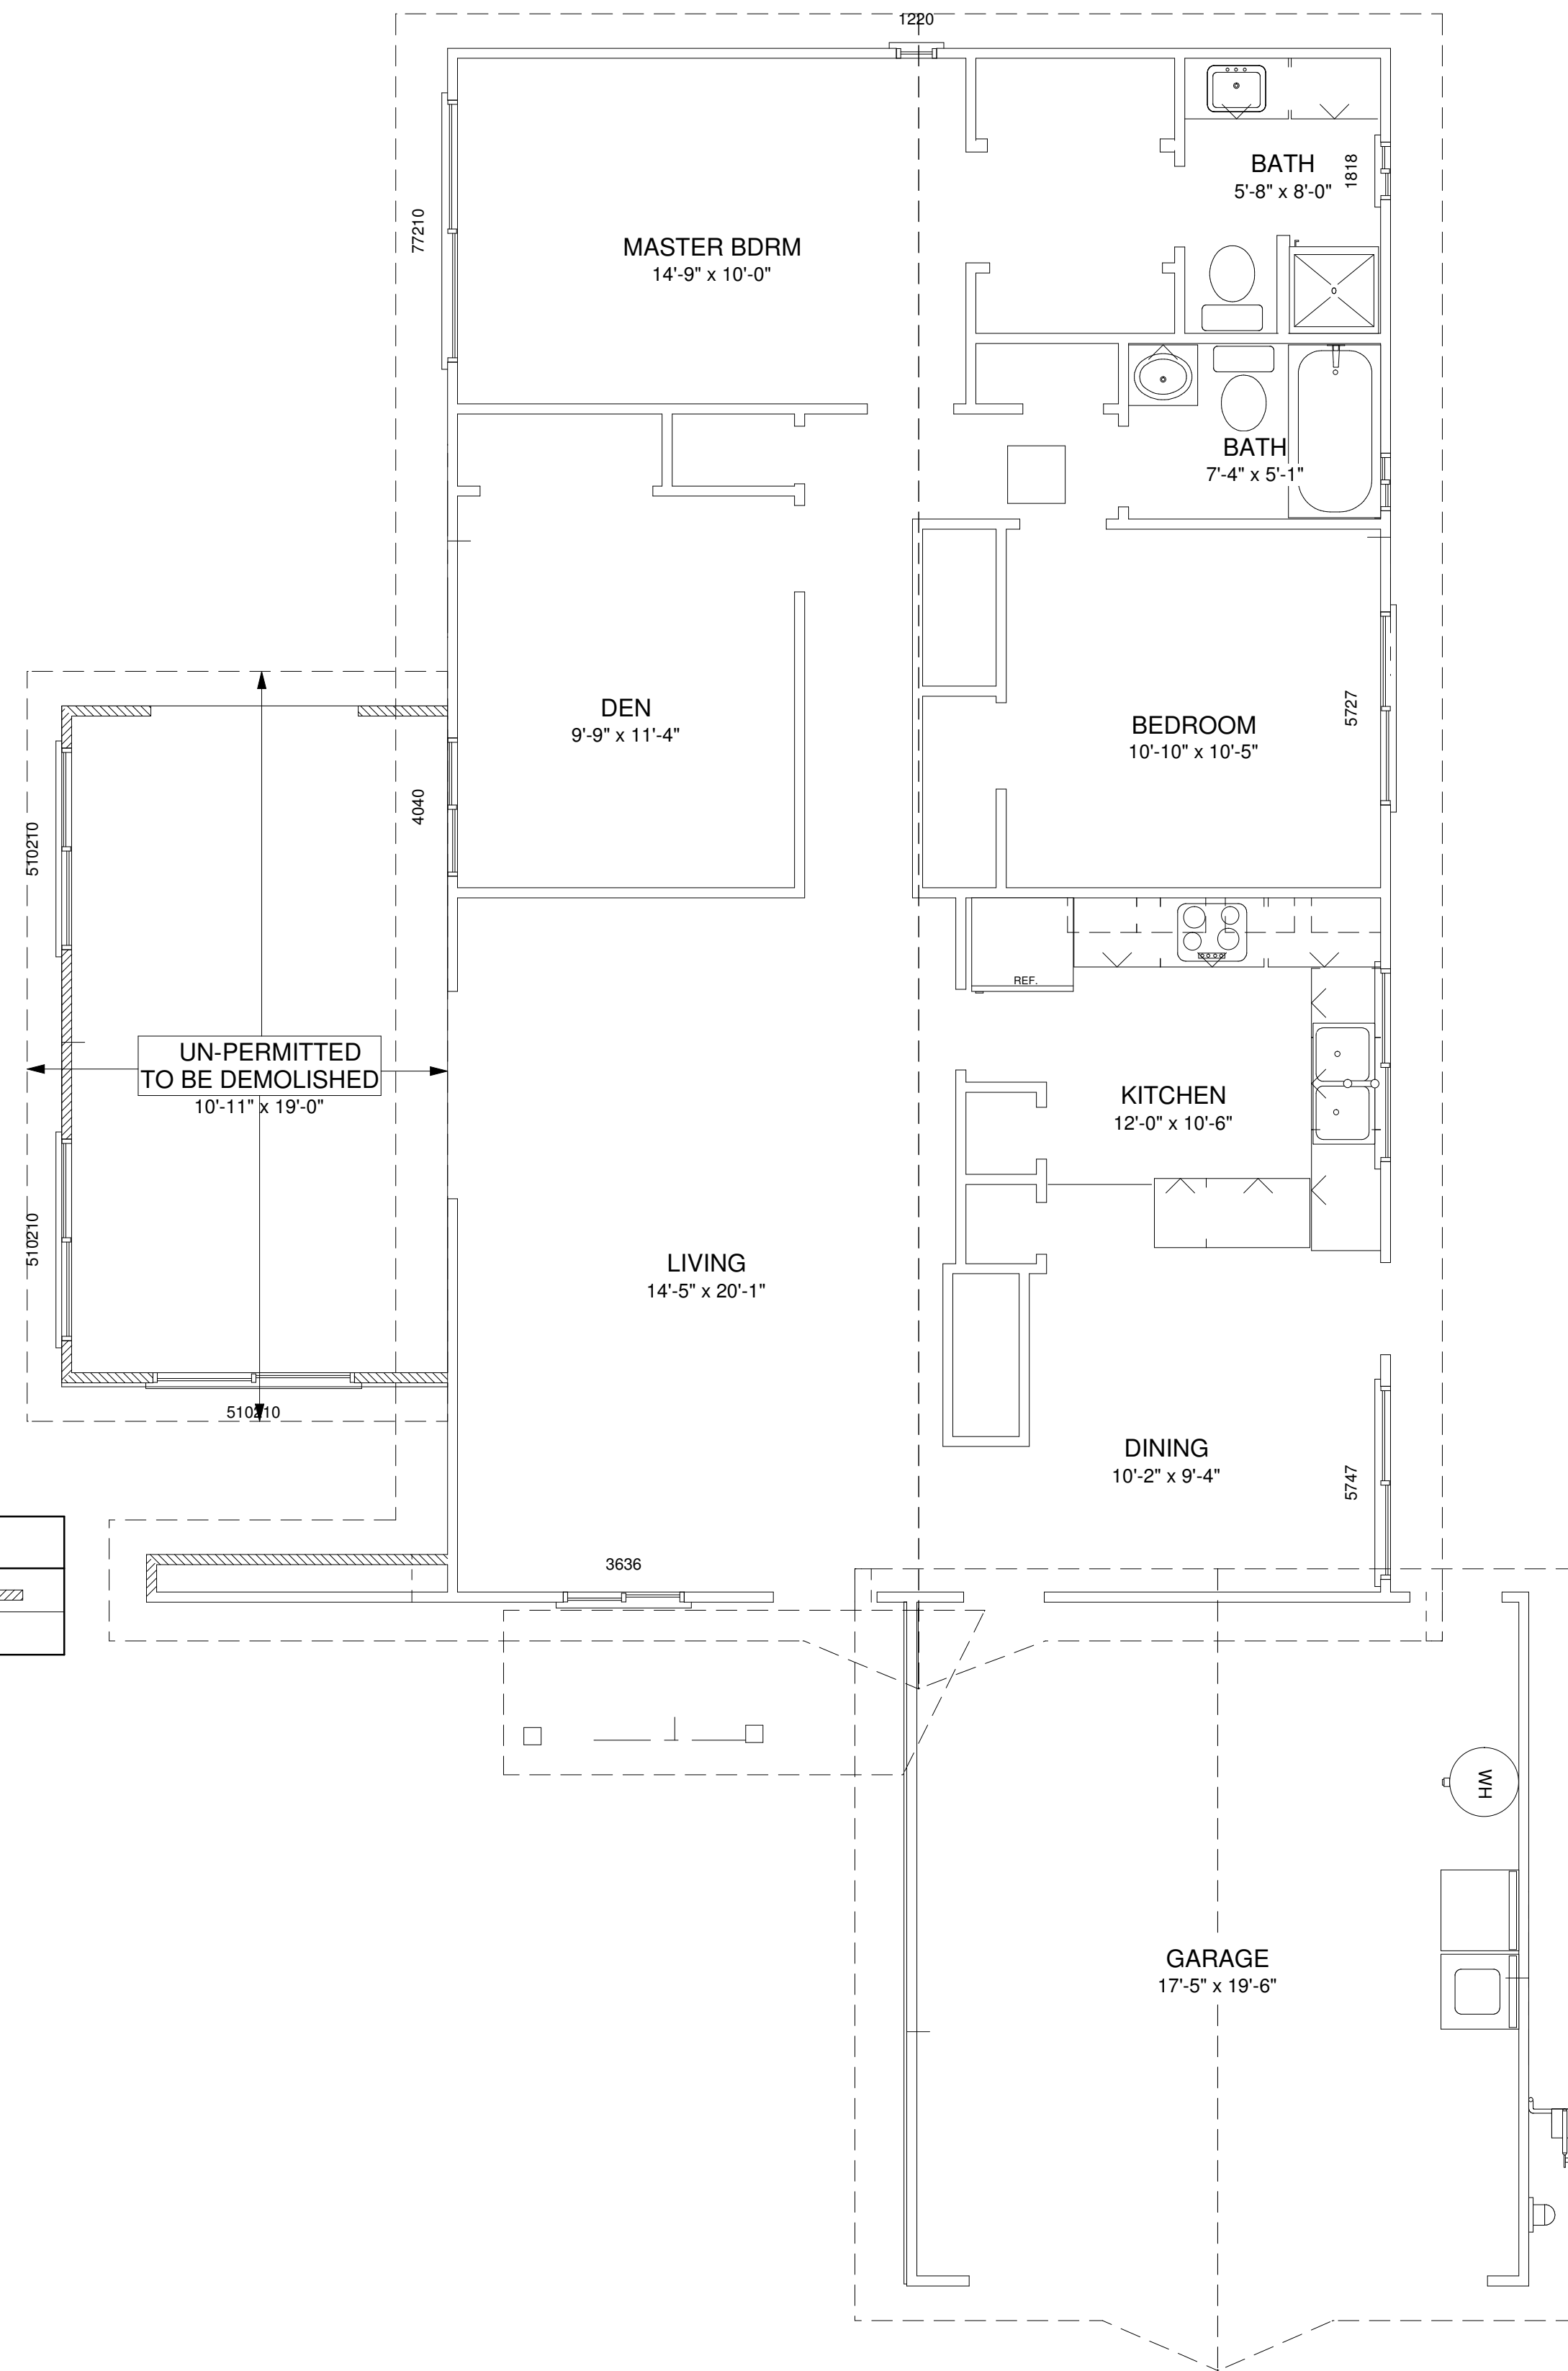 1220
BATH
5'-8" x 8'-0"
1818
77210
MASTER BDRM
14'-9" x 10'-0"
BATH
7'-4" x 5'-1"
DEN
9'-9" x 11'-4"
BEDROOM
10'-10" x 10'-5"
5727
4040
510210
REF.
UN-PERMITTED
TO BE DEMOLISHED
10'-11" x 19'-0"
KITCHEN
12'-0" x 10'-6"
510210
LIVING
14'-5" x 20'-1"
510210
DINING
10'-2" x 9'-4"
5747
3636
WH
GARAGE
17'-5" x 19'-6"